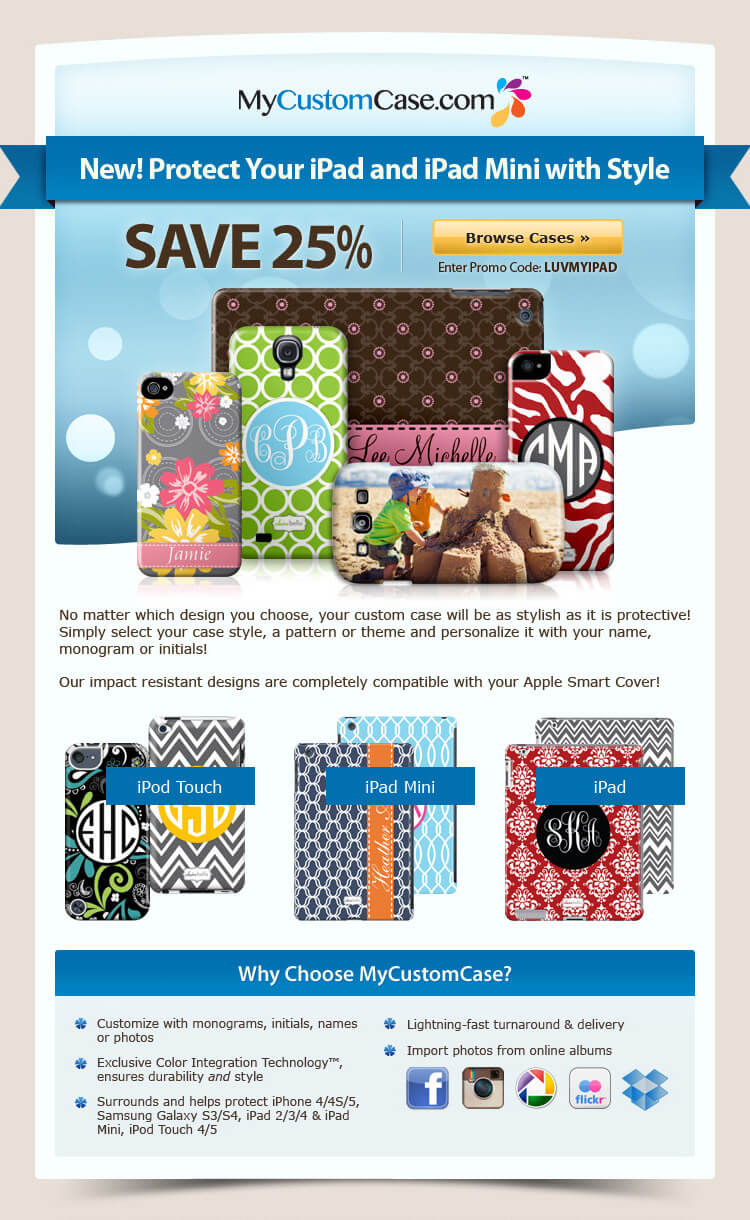 MyCustomCase.com™
New! Protect Your iPad and iPad Mini with Style
SAVE 25%
Browse Cases »
Enter Promo Code: LUVMYIPAD
Jamie
CPB
Lee Michelle
CMA
No matter which design you choose, your custom case will be as stylish as it is protective!
Simply select your case style, a pattern or theme and personalize it with your name,
monogram or initials!
Our impact resistant designs are completely compatible with your Apple Smart Cover!
iPod Touch
iPad Mini
iPad
Heather
SKA
Why Choose MyCustomCase?
Customize with monograms, initials, names
or photos
Exclusive Color Integration Technology™,
ensures durability and style
Surrounds and helps protect iPhone 4/4S/5,
Samsung Galaxy S3/S4, iPad 2/3/4 & iPad
Mini, iPod Touch 4/5
Lightning-fast turnaround & delivery
Import photos from online albums
f
flickr